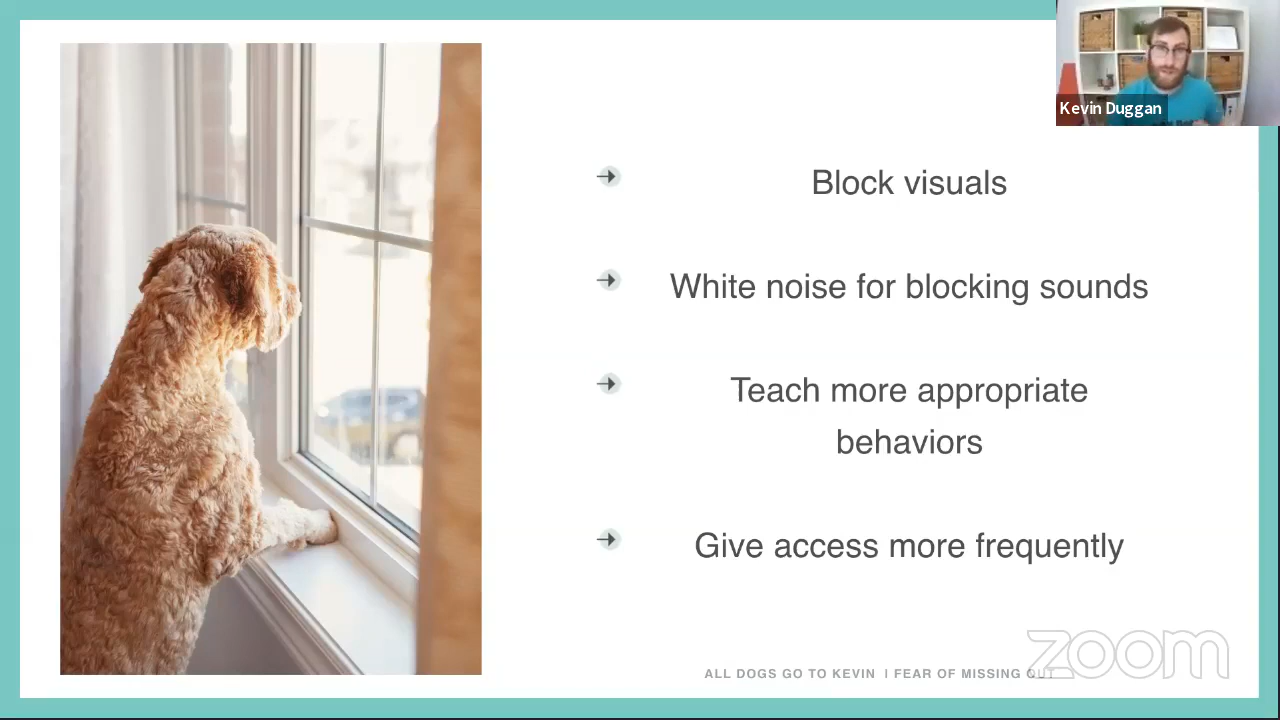 Kevin Duggan
Block visuals
White noise for blocking sounds
Teach more appropriate
behaviors
Give access more frequently
ALL DOGS GO TO KEVIN | FEAR OF MISSING OUT
zoom